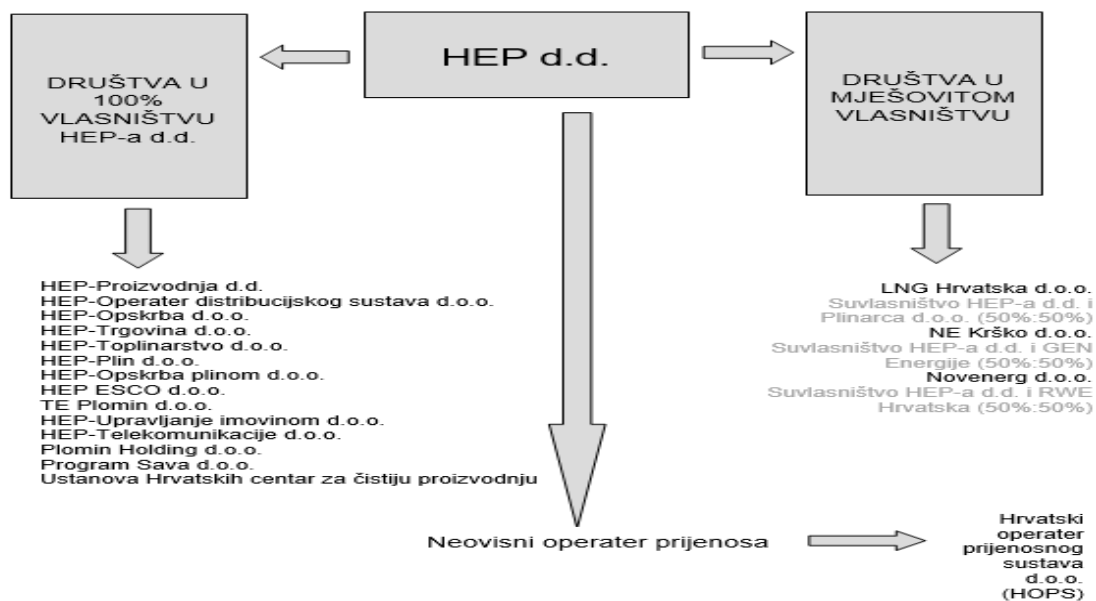 HEP d.d.
DRUŠTVA U
100%
VLASNIŠTVU
HEP-a d.d.
DRUŠTVA U
MJEŠOVITOM
VLASNIŠTVU
HEP-Proizvodnja d.d.
HEP-Operater distribucijskog sustava d.o.o.
HEP-Opskrba d.o.o.
HEP-Trgovina d.o.o.
HEP-Toplinarstvo d.o.o.
HEP-Plin d.o.o.
HEP-Opskrba plinom d.o.o.
HEP ESCO d.o.o.
TE Plomin d.o.o.
HEP-Upravljanje imovinom d.o.o.
HEP-Telekomunikacije d.o.o.
Plomin Holding d.o.o.
Program Sava d.o.o.
Ustanova Hrvatskih centar za čistiju proizvodnju
LNG Hrvatska d.o.o.
Suvlasništvo HEP-a d.d. i
Plinarca d.o.o. (50%:50%)
NE Krško d.o.o.
Suvlasništvo HEP-a d.d. i GEN
Energije (50%:50%)
Novenerg d.o.o.
Suvlasništvo HEP-a d.d. i RWE
Hrvatska (50%:50%)
Neovisni operater prijenosa
Hrvatski
operater
prijenosnog
sustava
d.o.o.
(HOPS)